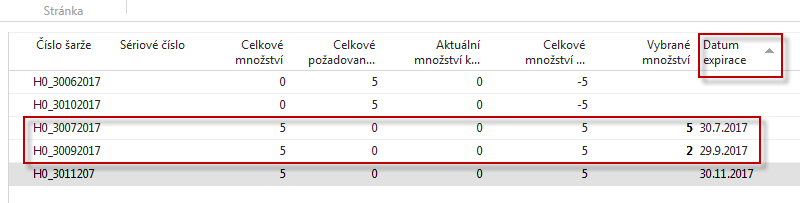 Stránka
Číslo šarže Sériové číslo Celkové množství Celkové požadovan... Aktuální množství k... Celkové množství ... Vybrané množství Datum expirace
H0_30062017 0 5 0 -5
H0_30102017 0 5 0 -5
H0_30072017 5 0 0 5 5 30.7.2017
H0_30092017 5 0 0 5 2 29.9.2017
H0_3011207 5 0 0 5 30.11.2017